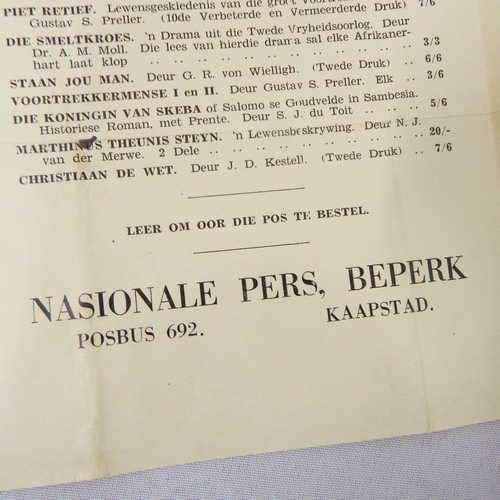 PIET RETIEF. Lewensgeskiedenis van die groot
Gustav S. Preller. (10de Verbeterde en Vermeerderde Druk) 7/6
DIE SMELTKROES. 'n Drama uit die Twede Vryheidsoorlog. Deur
Dr. A. M. Moll. Die lees van hierdie drama sal elke Afrikaner-
hart laat klop .. .. .. .. .. .. .. 3/3
STAAN JOU MAN. Deur G. R. von Wielligh. (Twede Druk) .. 6/6
VOORTREKKERMENSE I en II. Deur Gustav S. Preller. Elk .. 3/6
DIE KONINGIN VAN SKEBA of Salomo se Goudvelde in Sambesia.
Historiese Roman, met Prente. Deur S. J. du Toit .. .. .. 5/6
MARTHINUS THEUNIS STEYN. 'n Lewensbeskrywing. Deur N. J.
van der Merwe. 2 Dele .. .. .. .. .. .. .. 20/-
CHRISTIAAN DE WET. Deur J. D. Kestell. (Twede Druk) .. 7/6
LEER OM OOR DIE POS TE BESTEL.
NASIONALE PERS, BEPERK
POSBUS 692. KAAPSTAD.